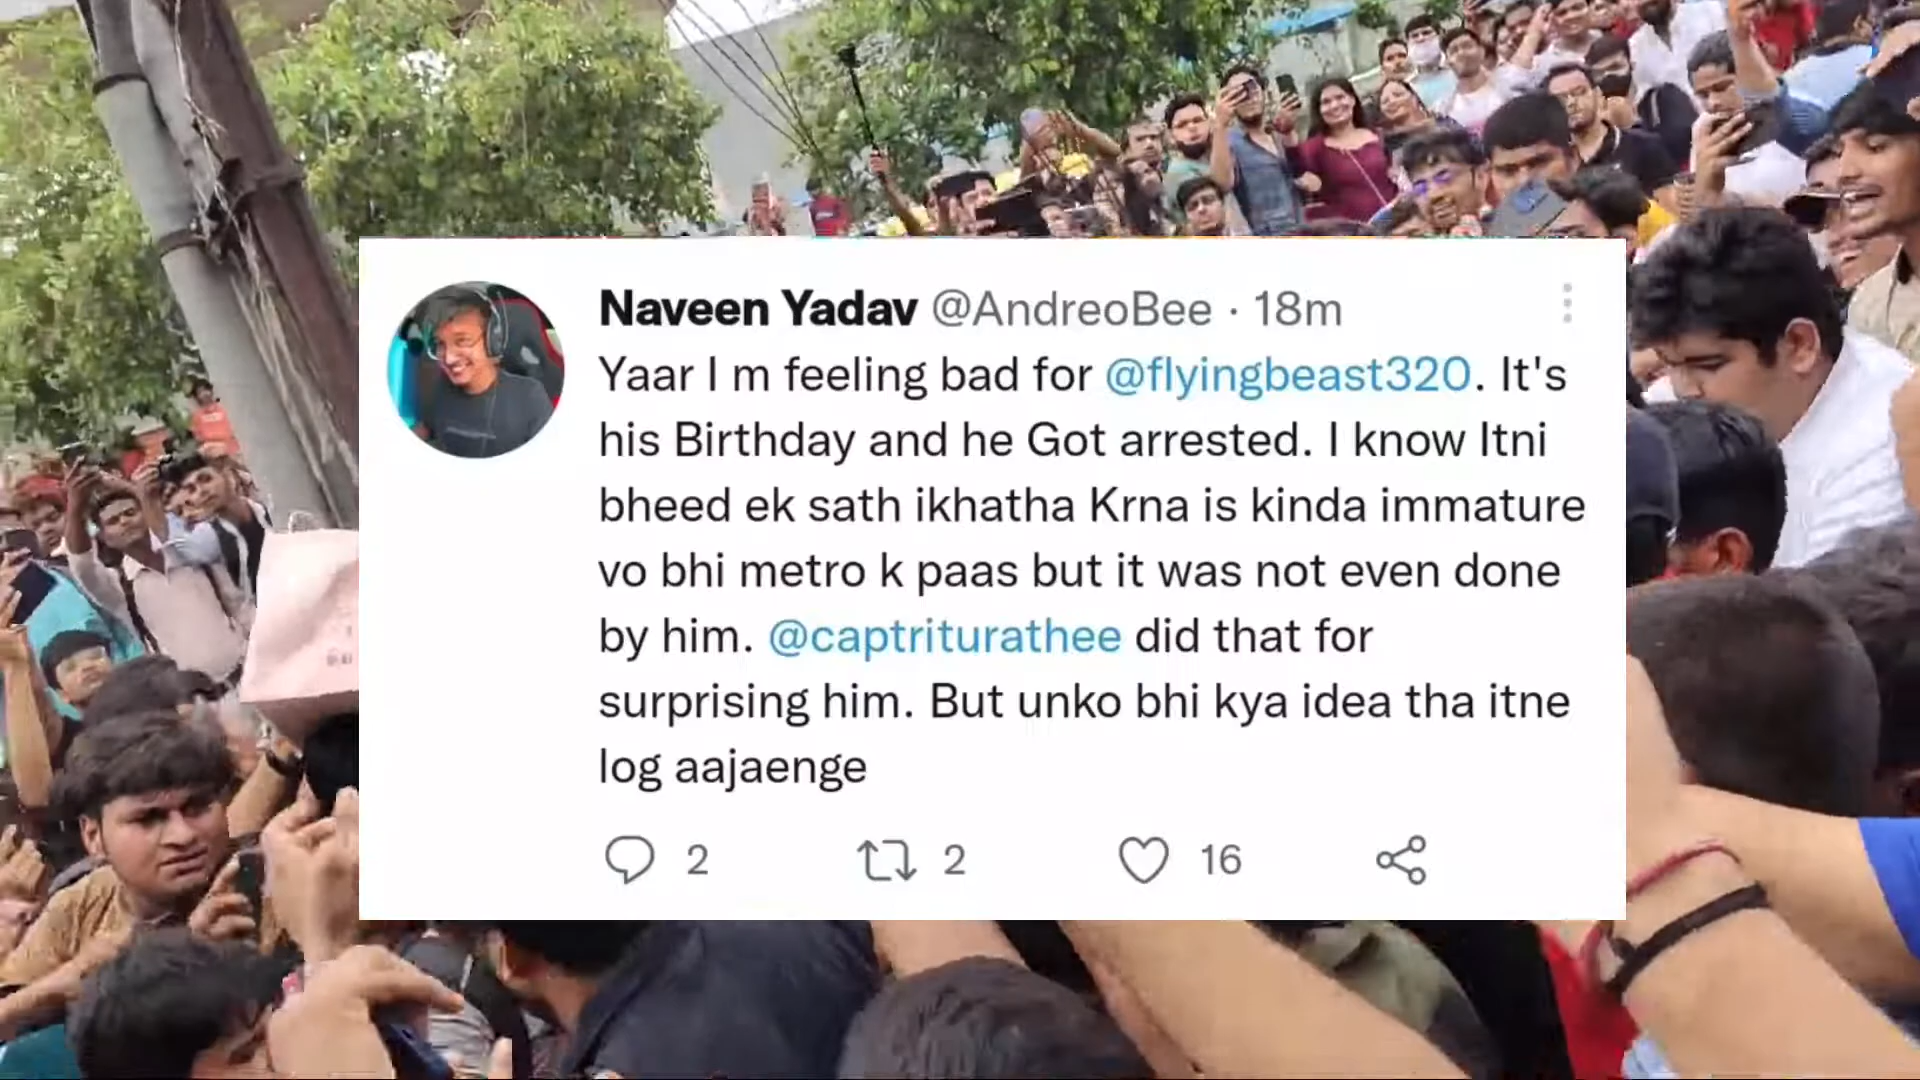 Naveen Yadav @AndreoBee · 18m
Yaar I m feeling bad for @flyingbeast320. It's
his Birthday and he Got arrested. I know Itni
bheed ek sath ikhatha Krna is kinda immature
vo bhi metro k paas but it was not even done
by him. @captriturathee did that for
surprising him. But unko bhi kya idea tha itne
log aajaenge
2 2 16